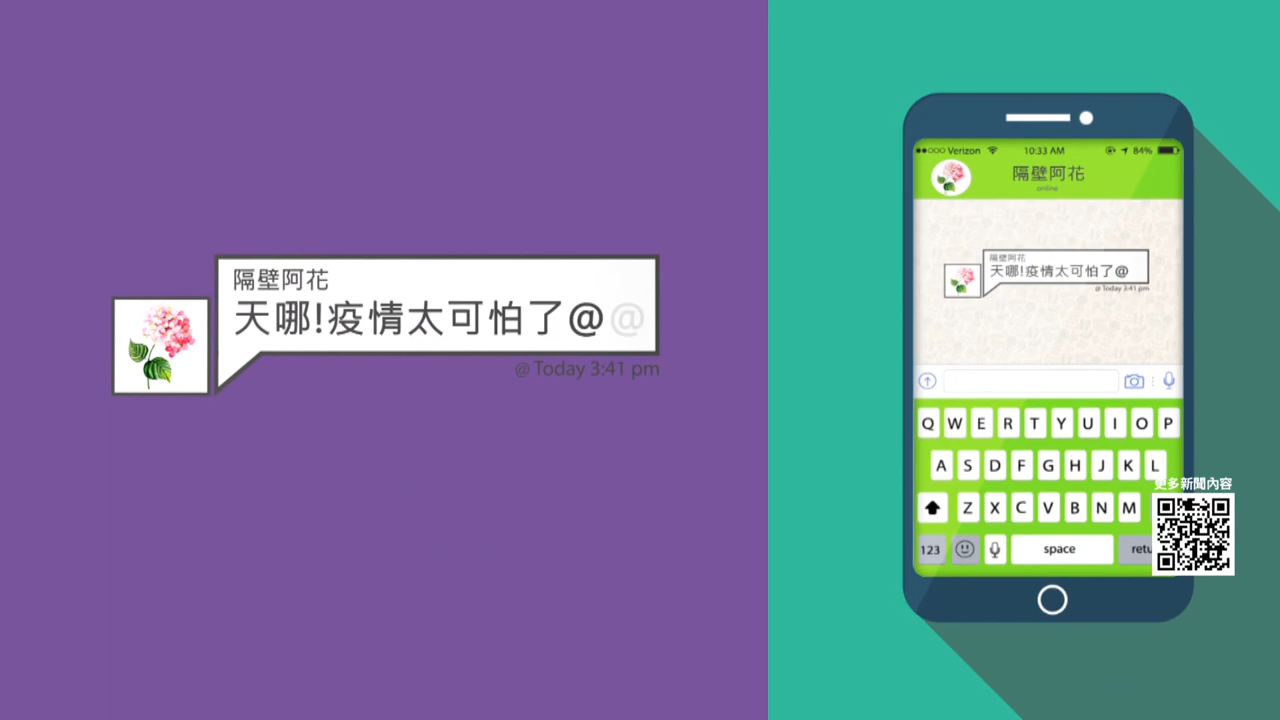 隔壁阿花
天哪!疫情太可怕了@@
@ Today 3:41 pm
Verizon
10:33 AM
84%
隔壁阿花
online
隔壁阿花
天哪!疫情太可怕了@
@ Today 3:41 pm
Q W E R T Y U I O P
A S D F G H J K L
Z X C V B N M
123 space retu
更多新聞內容